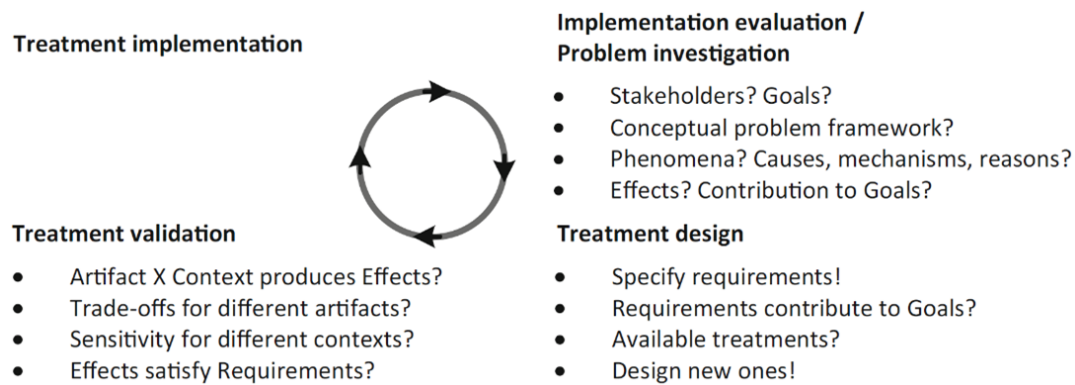 Treatment implementation
Implementation evaluation /
Problem investigation
• Stakeholders? Goals?
• Conceptual problem framework?
• Phenomena? Causes, mechanisms, reasons?
• Effects? Contribution to Goals?
Treatment validation
• Artifact X Context produces Effects?
• Trade-offs for different artifacts?
• Sensitivity for different contexts?
• Effects satisfy Requirements?
Treatment design
• Specify requirements!
• Requirements contribute to Goals?
• Available treatments?
• Design new ones!